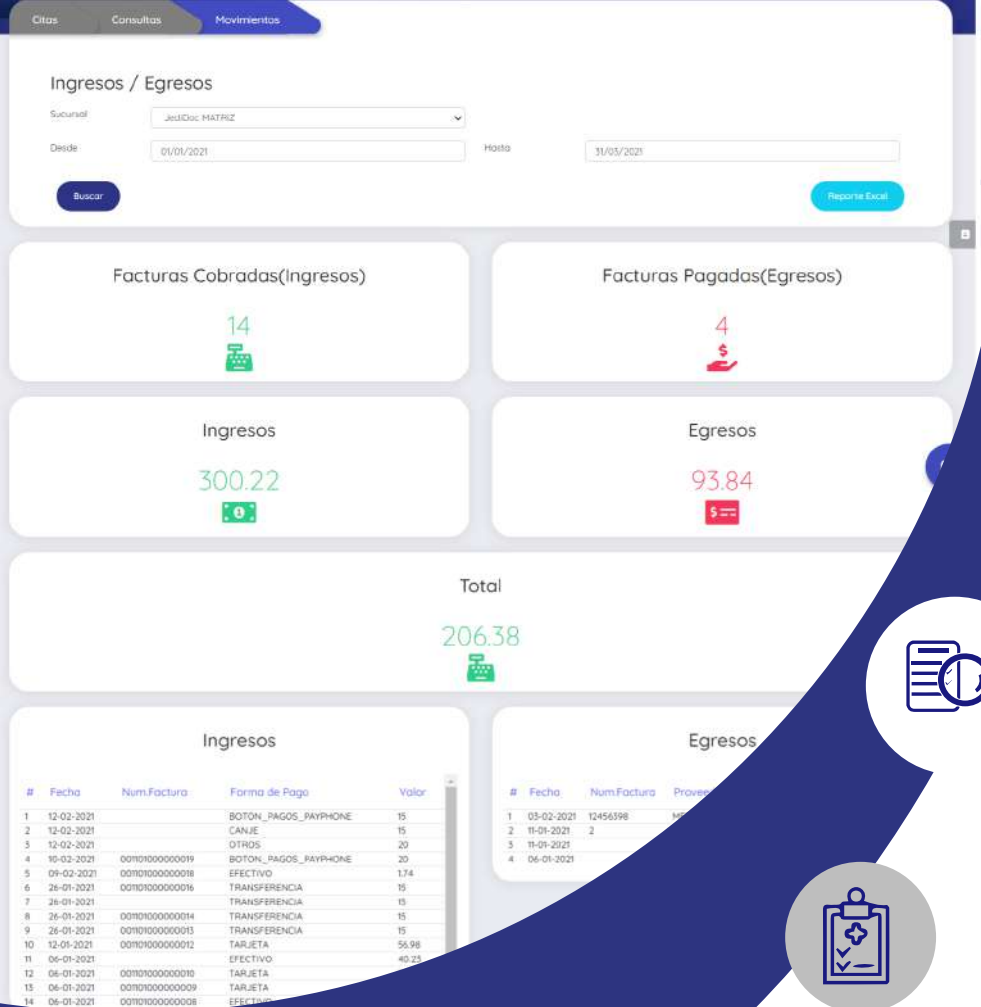 Citas Consultas Movimientos
Ingresos / Egresos
Sucursal JediDoc MATRIZ
Desde 01/01/2021 Hasta 31/03/2021
Buscar Reporte Excel
Facturas Cobradas(Ingresos) Facturas Pagadas(Egresos)
14 4
Ingresos Egresos
300.22 93.84
Total
206.38
Ingresos Egresos
# Fecha Num.Factura Forma de Pago Valor # Fecha Num.Factura
1 12-02-2021 BOTON_PAGOS_PAYPHONE 15 1 03-02-2021 12456398
2 12-02-2021 CANJE 15 2 11-01-2021 2
3 12-02-2021 OTROS 20 3 11-01-2021
4 10-02-2021 001101000000019 BOTON_PAGOS_PAYPHONE 20 4 06-01-2021
5 09-02-2021 001101000000018 EFECTIVO 1.74
6 26-01-2021 001101000000016 TRANSFERENCIA 15
7 26-01-2021 TRANSFERENCIA 15
8 26-01-2021 001101000000014 TRANSFERENCIA 15
9 26-01-2021 001101000000013 TRANSFERENCIA 15
10 12-01-2021 001101000000012 TARJETA 56.98
11 06-01-2021 EFECTIVO 40.23
12 06-01-2021 001101000000010 TARJETA
13 06-01-2021 001101000000009 TARJETA
14 06-01-2021 001101000000008 EFECTIVO